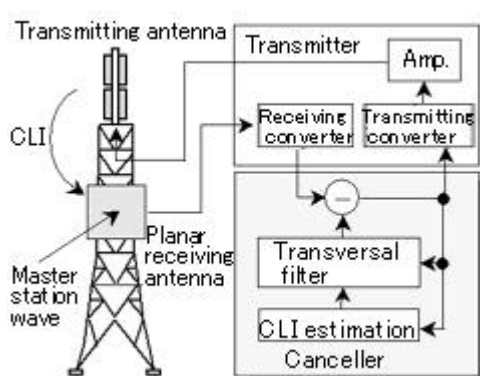 Transmitting antenna
CLI
Master
station
wave
Planar
receiving
antenna
Transmitter
Amp.
Receiving
converter
Transmitting
converter
−
Transversal
filter
CLI estimation
Canceller